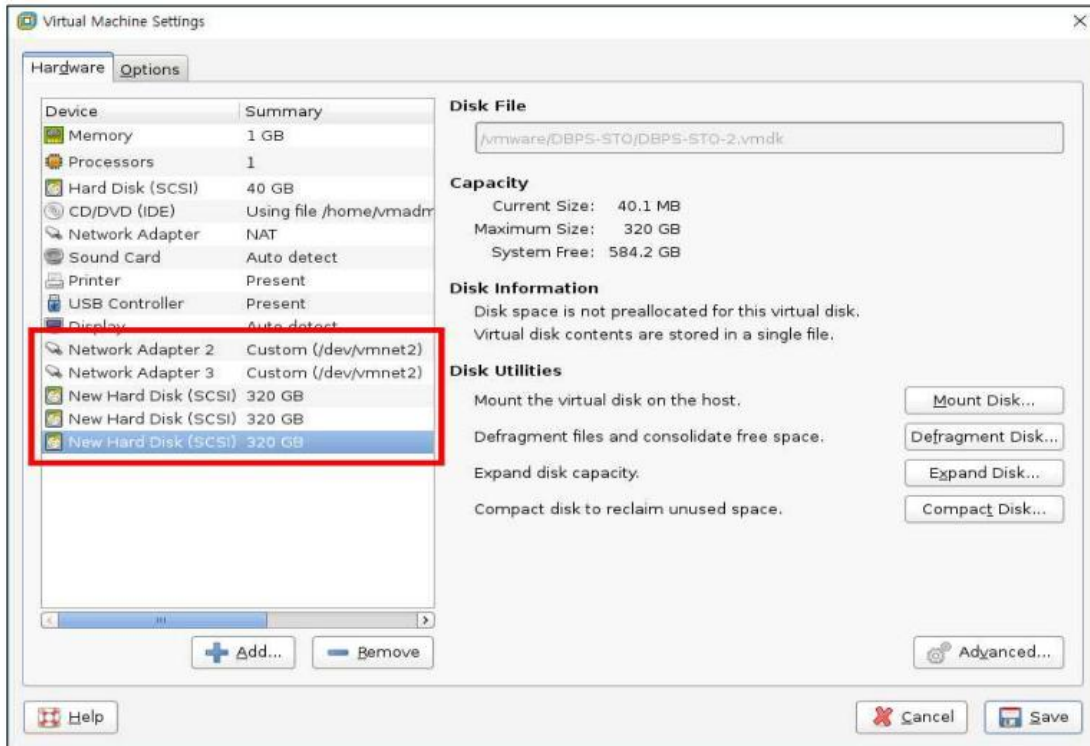 Virtual Machine Settings
Hardware Options
Device Summary
Memory 1 GB
Processors 1
Hard Disk (SCSI) 40 GB
CD/DVD (IDE) Using file /home/vmadm
Network Adapter NAT
Sound Card Auto detect
Printer Present
USB Controller Present
Display Auto detect
Network Adapter 2 Custom (/dev/vmnet2)
Network Adapter 3 Custom (/dev/vmnet2)
New Hard Disk (SCSI) 320 GB
New Hard Disk (SCSI) 320 GB
New Hard Disk (SCSI) 320 GB
Add... Remove
Disk File
/vmware/DBPS-STO/DBPS-STO-2.vmdk
Capacity
Current Size: 40.1 MB
Maximum Size: 320 GB
System Free: 584.2 GB
Disk Information
Disk space is not preallocated for this virtual disk.
Virtual disk contents are stored in a single file.
Disk Utilities
Mount the virtual disk on the host. Mount Disk...
Defragment files and consolidate free space. Defragment Disk...
Expand disk capacity. Expand Disk...
Compact disk to reclaim unused space. Compact Disk...
Advanced...
Help Cancel Save